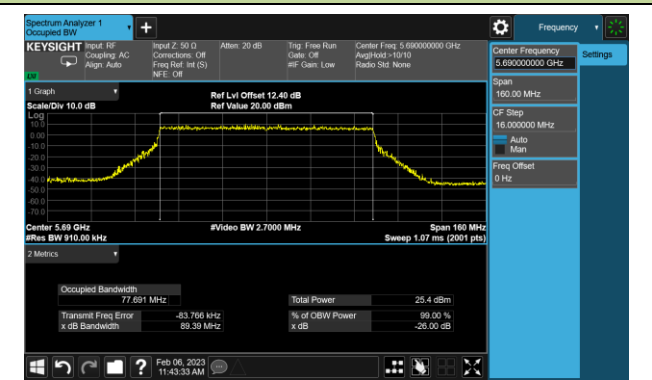 Spectrum Analyzer 1
Occupied BW
Frequency
KEYSIGHT
Input: RF
Coupling: AC
Align: Auto
Input Z: 50 Ω
Corrections: Off
Freq Ref: Int (S)
NFE: Off
Atten: 20 dB
Trig: Free Run
Gate: Off
#IF Gain: Low
Center Freq: 5.690000000 GHz
Avg|Hold >10/10
Radio Std: None
LV
Center Frequency
5.690000000 GHz
Settings
Span
160.00 MHz
CF Step
16.000000 MHz
Auto
Man
Freq Offset
0 Hz
1 Graph
Scale/Div 10.0 dB
Ref Lvl Offset 12.40 dB
Ref Value 20.00 dBm
Log
10.0
0.00
-10.0
-20.0
-30.0
-40.0
-50.0
-60.0
-70.0
Center 5.69 GHz
#Video BW 2.7000 MHz
Span 160 MHz
#Res BW 910.00 kHz
Sweep 1.07 ms (2001 pts)
2 Metrics
Occupied Bandwidth
77.691 MHz
Total Power
25.4 dBm
Transmit Freq Error
-83.766 kHz
% of OBW Power
99.00 %
x dB Bandwidth
89.39 MHz
x dB
-26.00 dB
?
Feb 06, 2023
11:43:33 AM